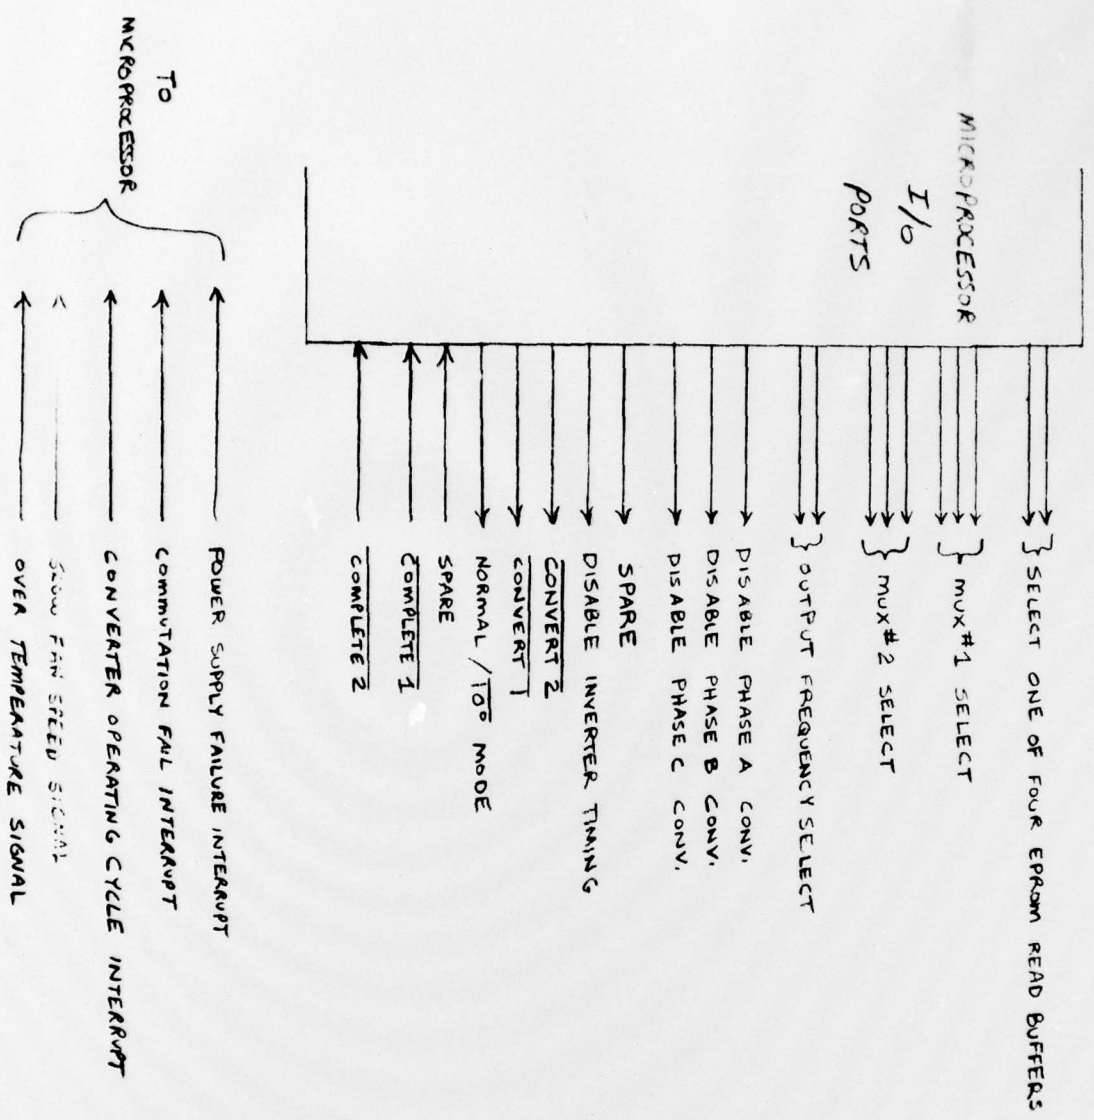 MICROPROCESSOR
I/O
PORTS
SELECT ONE OF FOUR EPROM READ BUFFERS
MUX #1 SELECT
MUX #2 SELECT
OUTPUT FREQUENCY SELECT
DISABLE PHASE A CONV.
DISABLE PHASE B CONV.
DISABLE PHASE C CONV.
SPARE
DISABLE INVERTER TIMING
CONVERT 2
CONVERT 1
NORMAL / 10° MODE
SPARE
COMPLETE 1
COMPLETE 2
TO
MICROPROCESSOR
POWER SUPPLY FAILURE INTERRUPT
COMMUTATION FAIL INTERRUPT
CONVERTER OPERATING CYCLE INTERRUPT
SLOW FAN SPEED SIGNAL
OVER TEMPERATURE SIGNAL